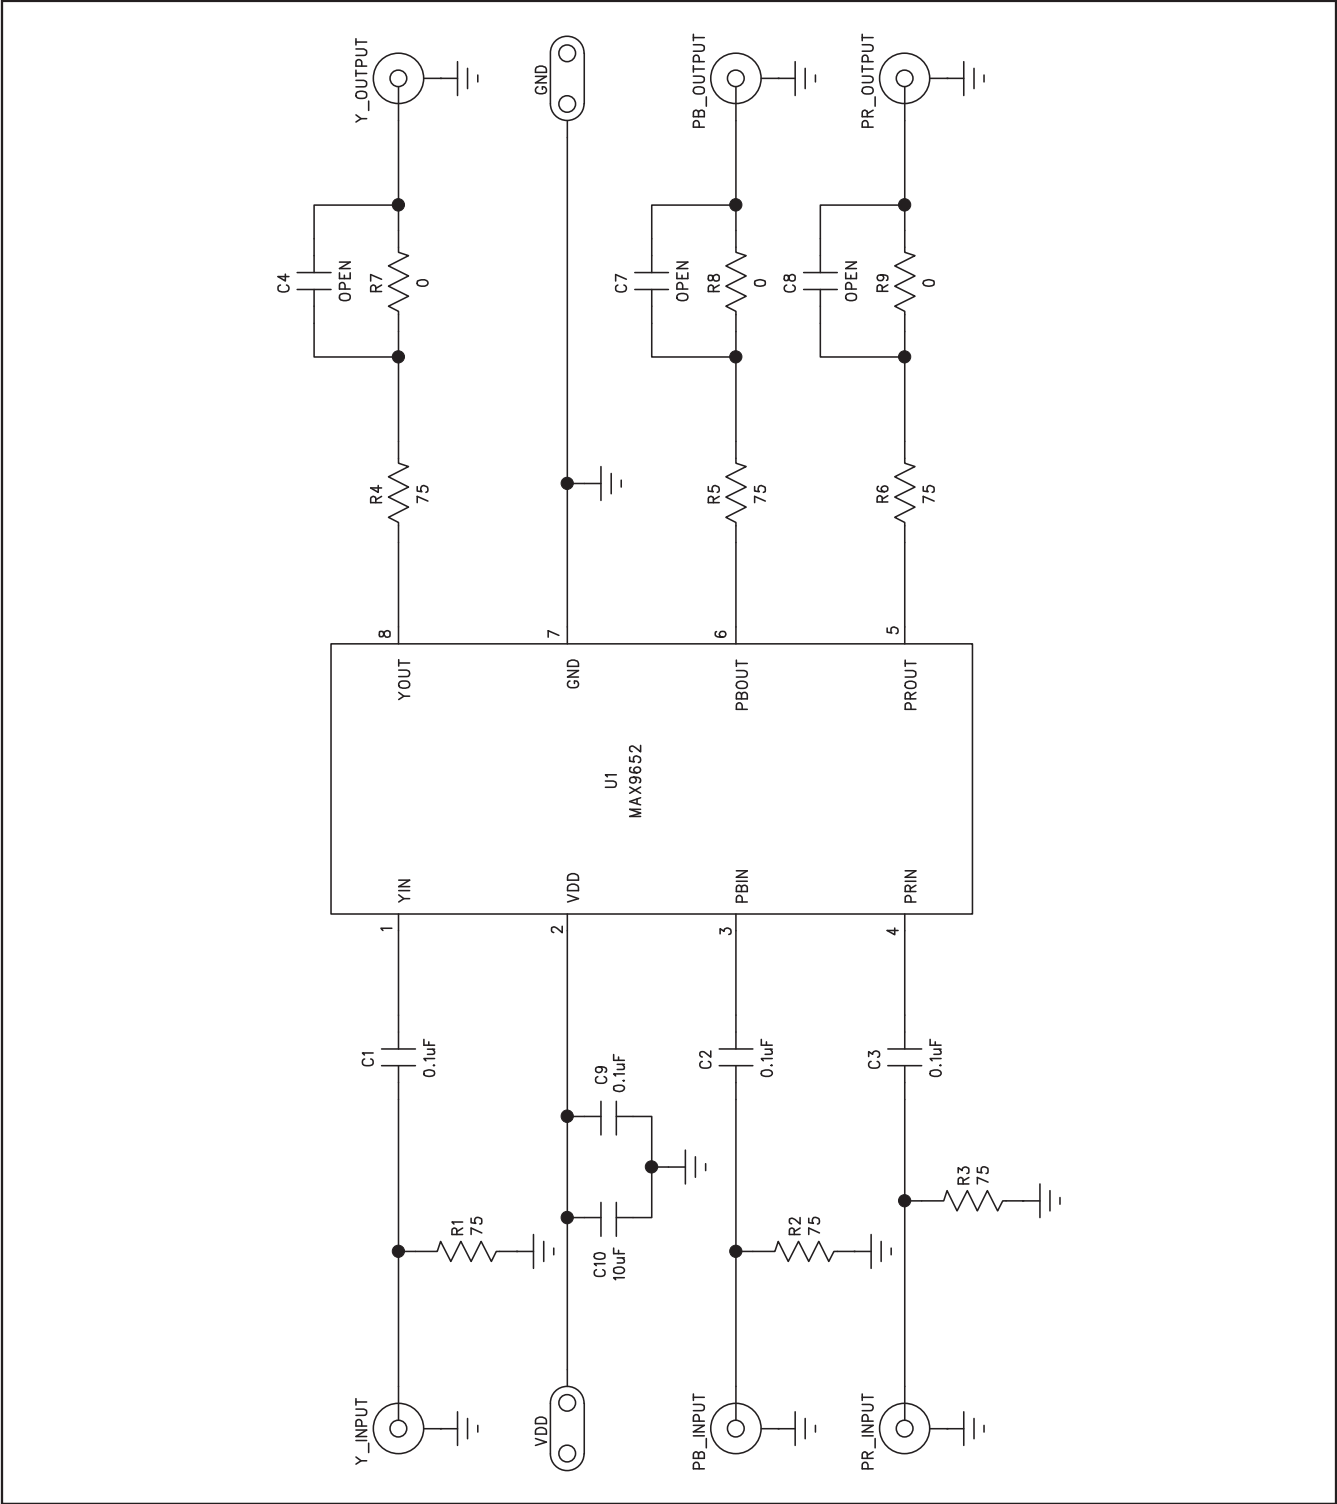 Y_OUTPUT
GND
PB_OUTPUT
PR_OUTPUT
C4
OPEN
R7
0
C7
OPEN
R8
0
C8
OPEN
R9
0
R4
75
R5
75
R6
75
8
7
6
5
YOUT
GND
PBOUT
PROUT
U1
MAX9652
YIN
VDD
PBIN
PRIN
1
2
3
4
C1
0.1uF
C9
0.1uF
C2
0.1uF
C3
0.1uF
R1
75
C10
10uF
R2
75
R3
75
Y_INPUT
VDD
PB_INPUT
PR_INPUT